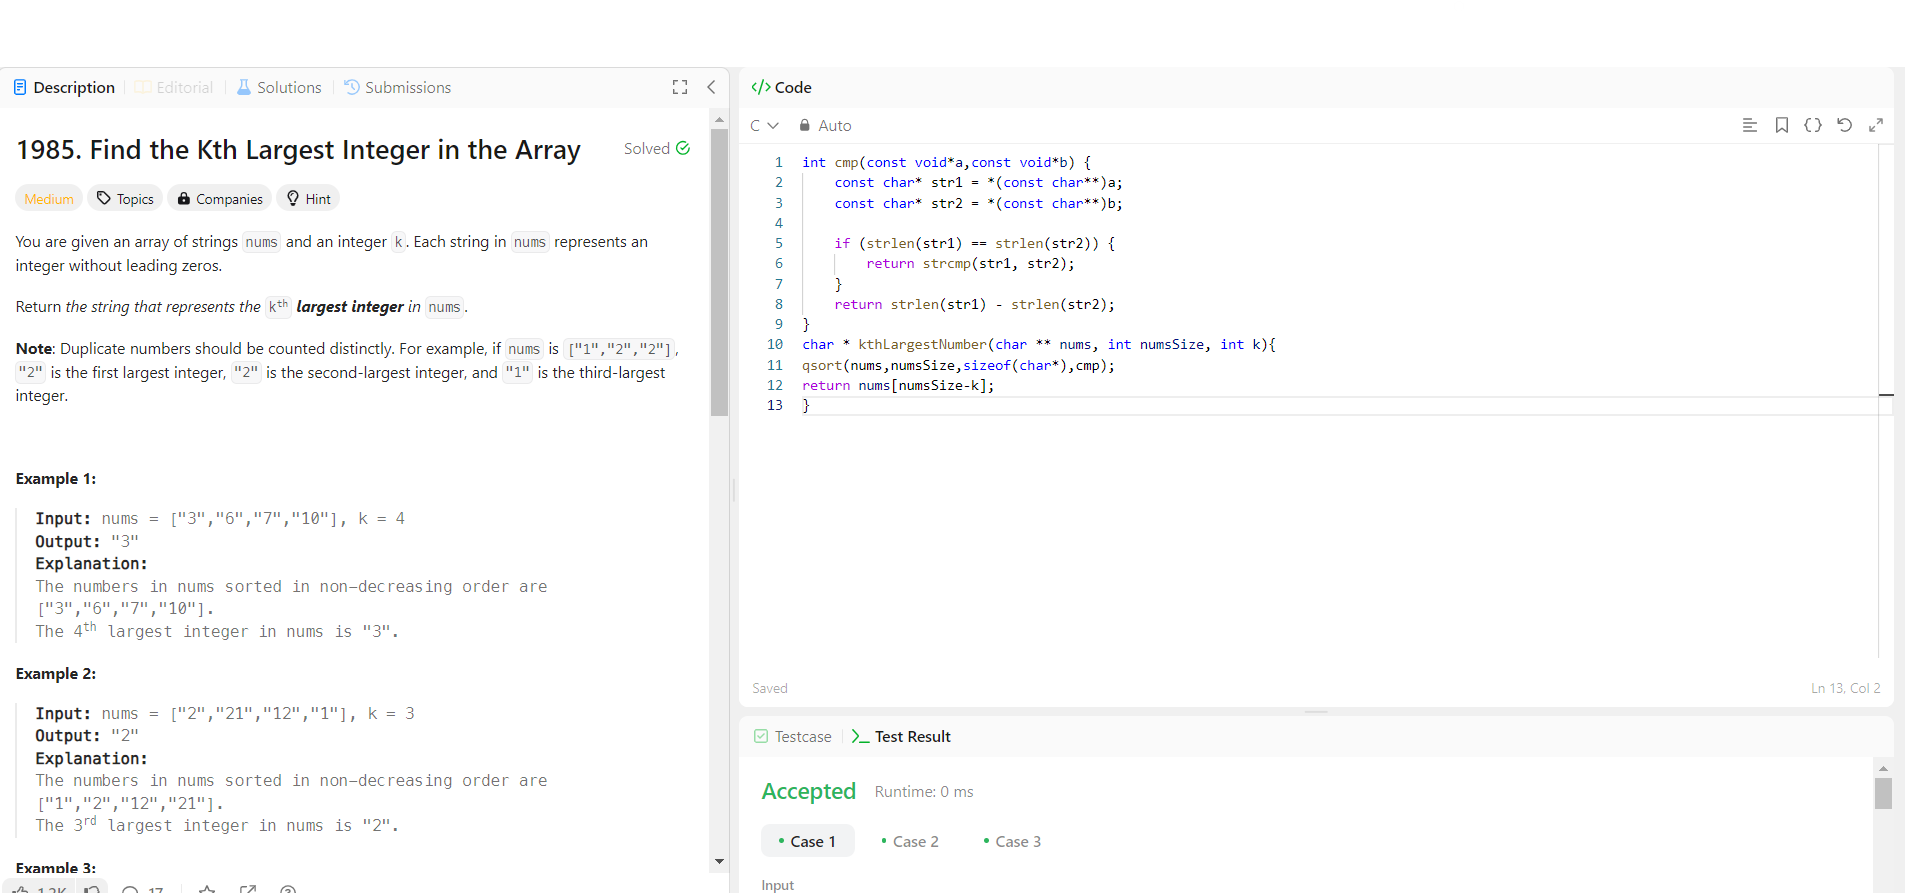 Description Editorial Solutions Submissions
1985. Find the Kth Largest Integer in the Array
Solved
Medium Topics Companies Hint
You are given an array of strings nums and an integer k. Each string in nums represents an
integer without leading zeros.
Return the string that represents the kth largest integer in nums.
Note: Duplicate numbers should be counted distinctly. For example, if nums is ["1","2","2"],
"2" is the first largest integer, "2" is the second-largest integer, and "1" is the third-largest
integer.
Example 1:
Input: nums = ["3","6","7","10"], k = 4
Output: "3"
Explanation:
The numbers in nums sorted in non-decreasing order are
["3","6","7","10"].
The 4th largest integer in nums is "3".
Example 2:
Input: nums = ["2","21","12","1"], k = 3
Output: "2"
Explanation:
The numbers in nums sorted in non-decreasing order are
["1","2","12","21"].
The 3rd largest integer in nums is "2".
Example 3:
1.2K 17
</> Code
C Auto
1 int cmp(const void*a,const void*b) {
2 const char* str1 = *(const char**)a;
3 const char* str2 = *(const char**)b;
4
5 if (strlen(str1) == strlen(str2)) {
6 return strcmp(str1, str2);
7 }
8 return strlen(str1) - strlen(str2);
9 }
10 char * kthLargestNumber(char ** nums, int numsSize, int k){
11 qsort(nums,numsSize,sizeof(char*),cmp);
12 return nums[numsSize-k];
13 }
Saved
Ln 13, Col 2
Testcase Test Result
Accepted Runtime: 0 ms
Case 1 Case 2 Case 3
Input